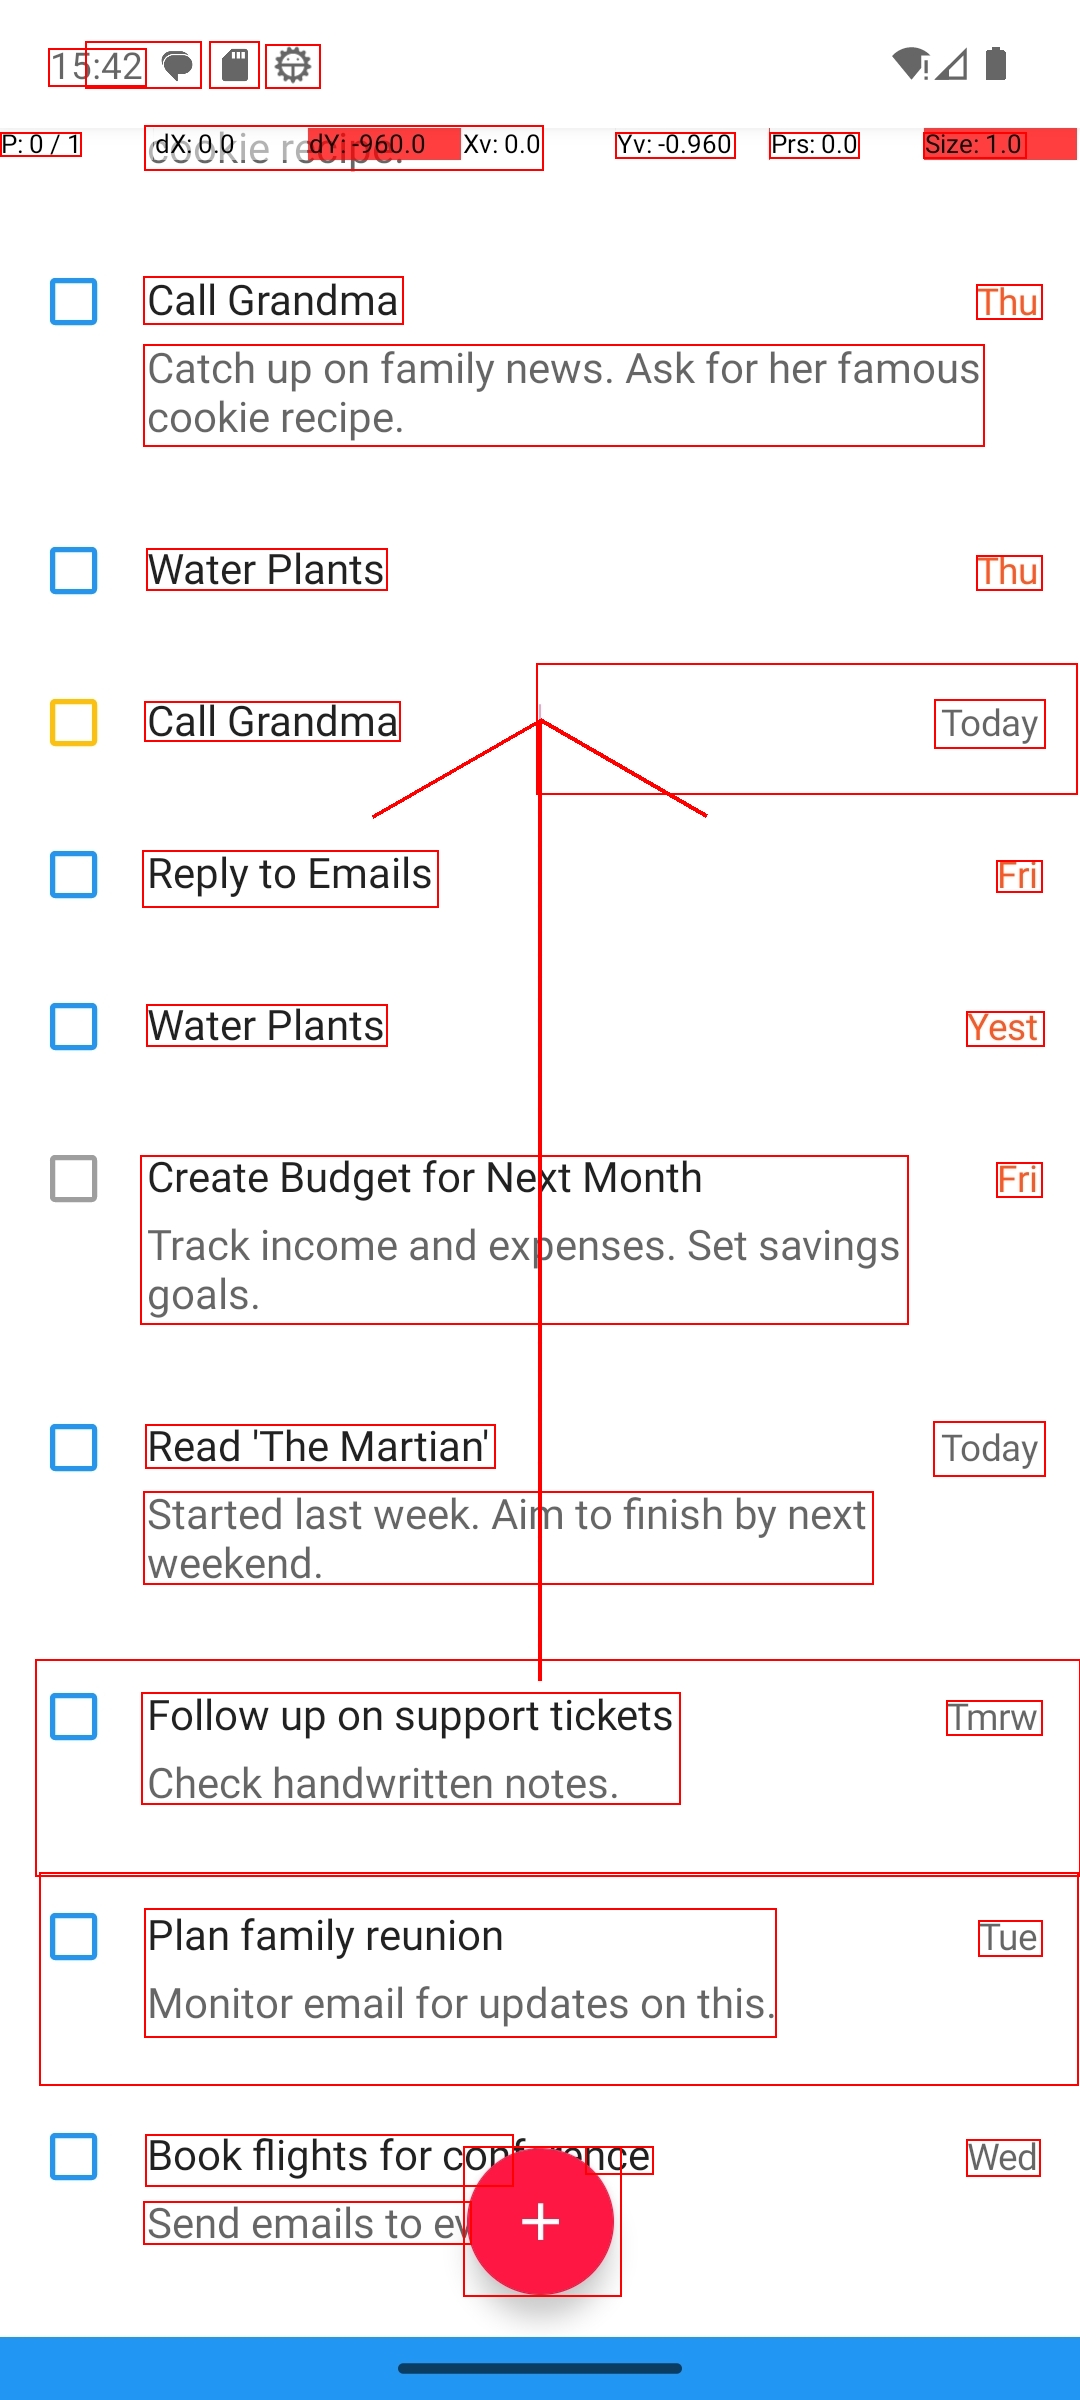 15:42
P: 0 / 1 dX: 0.0 dY: -960.0 Xv: 0.0 Yv: -0.960 Prs: 0.0 Size: 1.0
cookie recipe.
Call Grandma Thu
Catch up on family news. Ask for her famous
cookie recipe.
Water Plants Thu
Call Grandma Today
Reply to Emails Fri
Water Plants Yest
Create Budget for Next Month Fri
Track income and expenses. Set savings
goals.
Read 'The Martian' Today
Started last week. Aim to finish by next
weekend.
Follow up on support tickets Tmrw
Check handwritten notes.
Plan family reunion Tue
Monitor email for updates on this.
Book flights for conference Wed
Send emails to